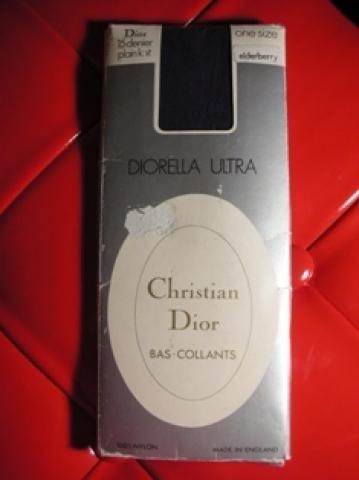 Dior
15 denier
plain knit
one size
elderberry
DIORELLA ULTRA
Christian
Dior
BAS-COLLANTS
100% NYLON
MADE IN ENGLAND